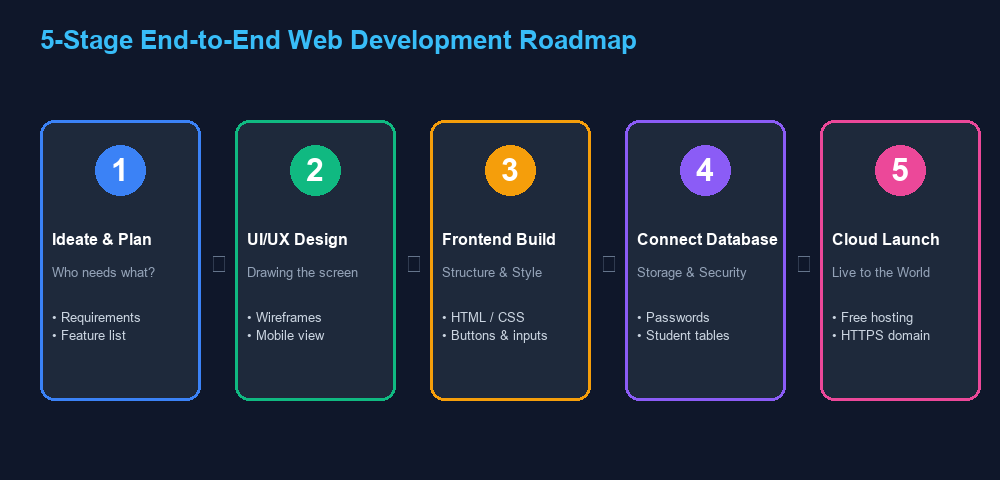 5-Stage End-to-End Web Development Roadmap
1
Ideate & Plan
Who needs what?
• Requirements
• Feature list
2
UI/UX Design
Drawing the screen
• Wireframes
• Mobile view
3
Frontend Build
Structure & Style
• HTML / CSS
• Buttons & inputs
4
Connect Database
Storage & Security
• Passwords
• Student tables
5
Cloud Launch
Live to the World
• Free hosting
• HTTPS domain